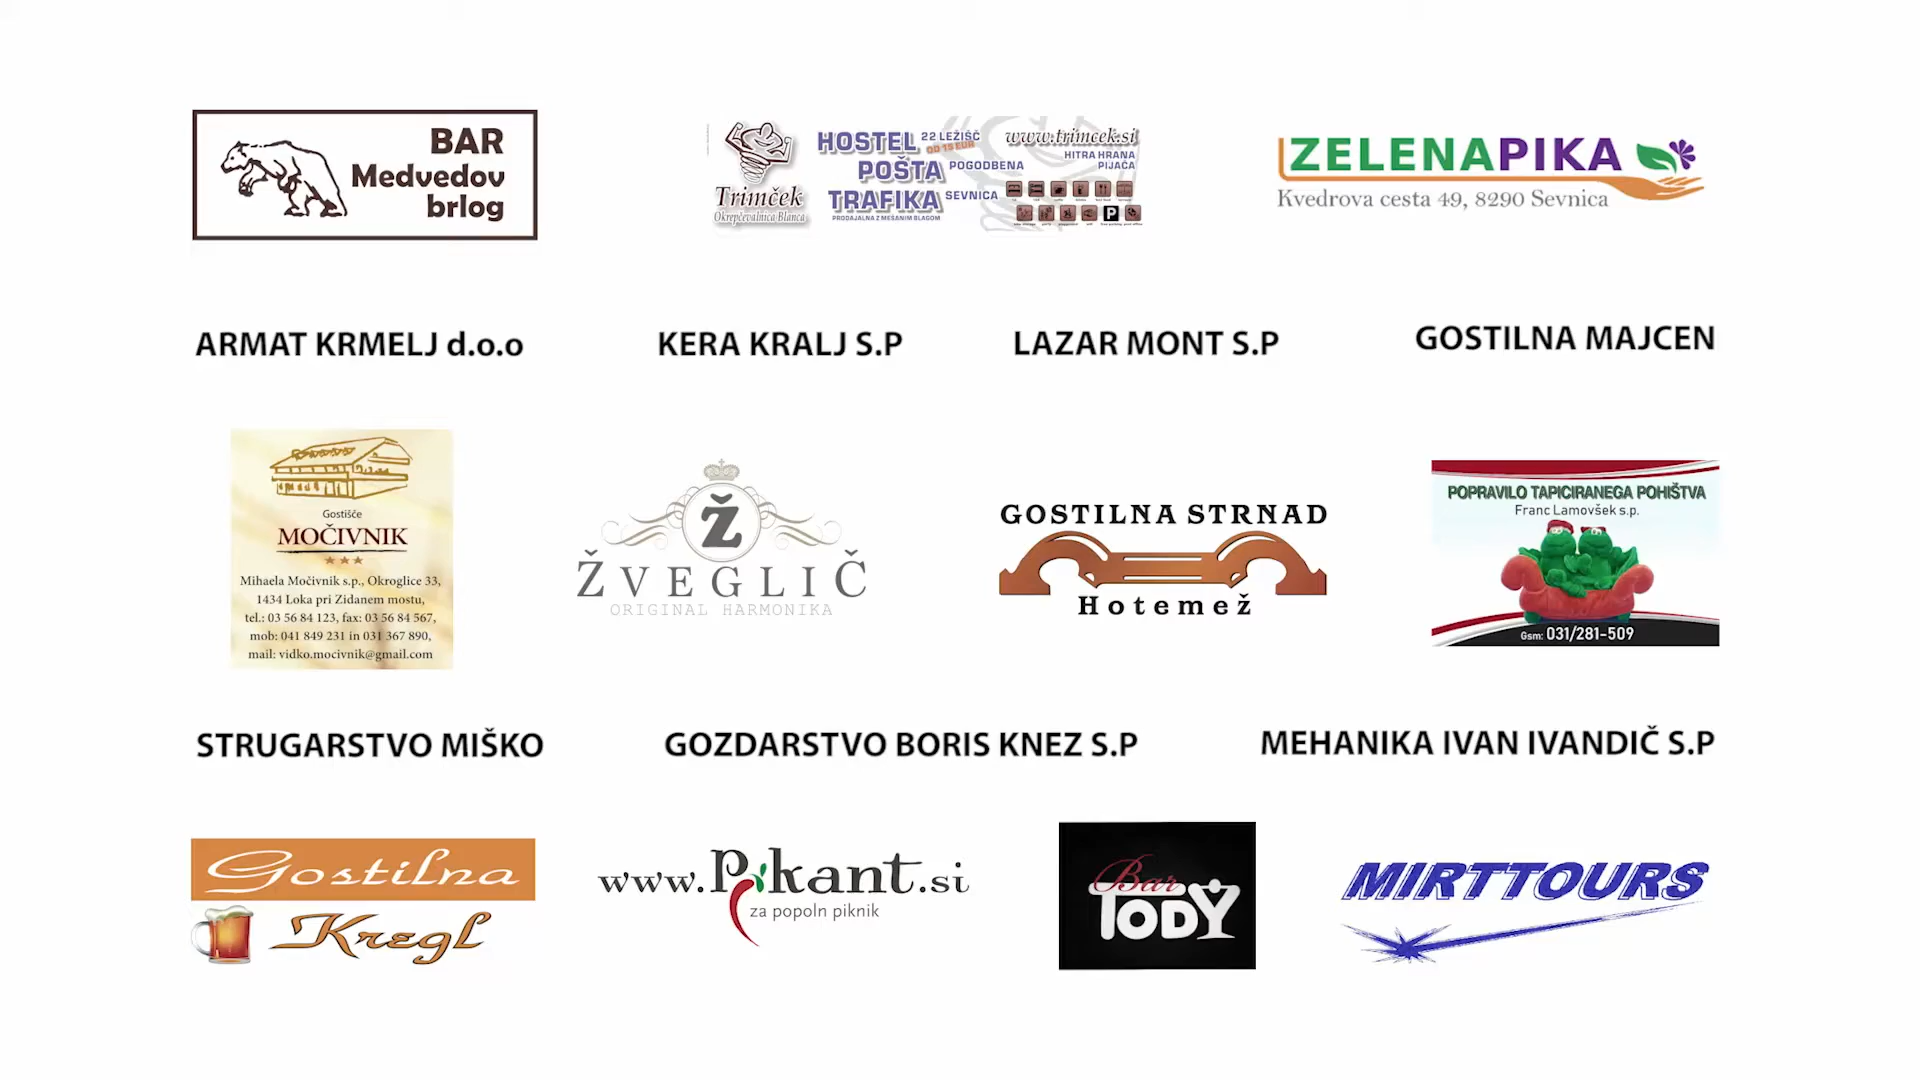 BAR
Medvedov
brlog
Trimček
Okrepčevalnica Blanca
HOSTEL 22 LEŽIŠČ
OD 15 EUR
POŠTA POGODBENA
TRAFIKA SEVNICA
PRODAJALNA Z MEŠANIM BLAGOM
www.trimcek.si
HITRA HRANA
PIJAČA
P
ZELENAPIKA
Kvedrova cesta 49, 8290 Sevnica
ARMAT KRMELJ d.o.o
KERA KRALJ S.P
LAZAR MONT S.P
GOSTILNA MAJCEN
Gostišče
MOČIVNIK
Mihaela Močivnik s.p., Okroglice 33,
1434 Loka pri Zidanem mostu,
tel.: 03 56 84 123, fax: 03 56 84 567,
mob: 041 849 231 in 031 367 890,
mail: vidko.mocivnik@gmail.com
Ž
ŽVEGLIČ
ORIGINAL HARMONIKA
GOSTILNA STRNAD
Hotemež
POPRAVILO TAPICIRANEGA POHIŠTVA
Franc Lamovšek s.p.
Gsm: 031/281-509
STRUGARSTVO MIŠKO
GOZDARSTVO BORIS KNEZ S.P
MEHANIKA IVAN IVANDIČ S.P
Gostilna
Kregl
www.Pikant.si
za popoln piknik
Bar
TODY
MIRTTOURS